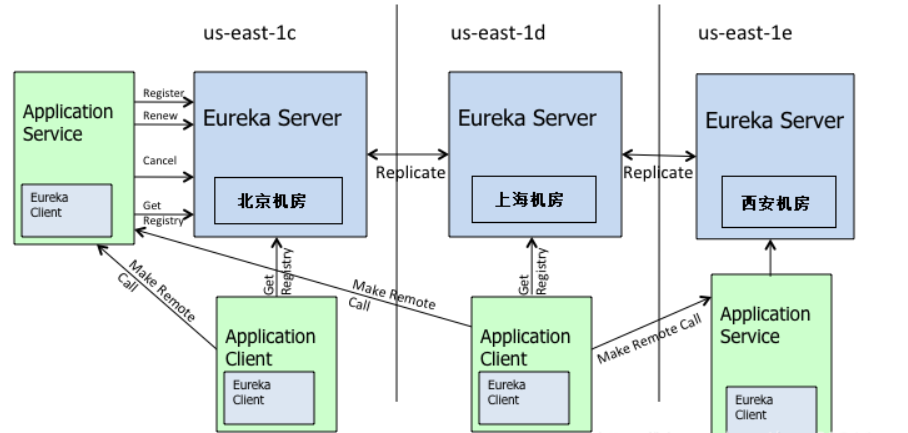 us-east-1c
us-east-1d
us-east-1e
Application
Service
Eureka
Client
Register
Renew
Cancel
Get
Registry
Eureka Server
北京机房
Replicate
Eureka Server
上海机房
Replicate
Eureka Server
西安机房
Make Remote
Call
Get
Registry
Make Remote
Call
Get
Registry
Make Remote Call
Application
Client
Eureka
Client
Application
Client
Eureka
Client
Application
Service
Eureka
Client